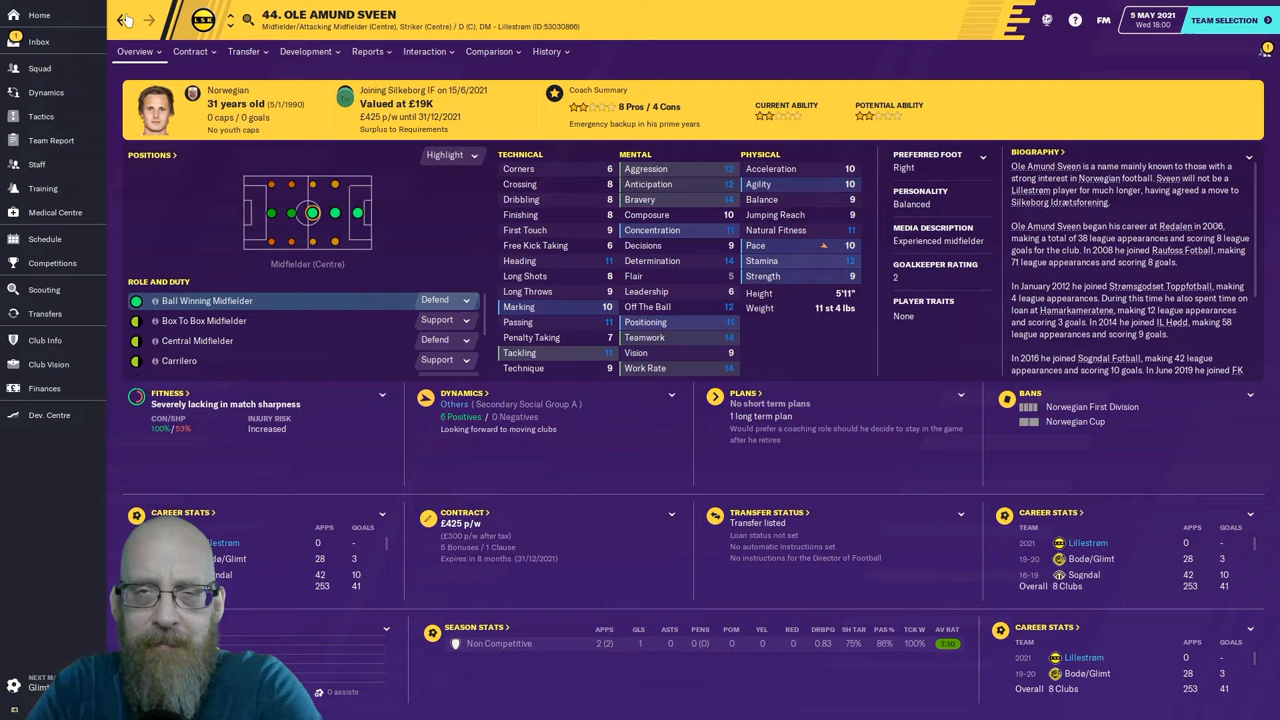 44. OLE AMUND SVEEN
Midfielder/Attacking Midfielder (Centre), Striker (Centre) / D (C), DM - Lillestrøm (ID:53030866)
LSK
FM
5 MAY 2021
Wed 18:00
TEAM SELECTION
Home
Inbox
Squad
Dynamics
Tactics
Team Report
Staff
Training
Medical Centre
Schedule
Competitions
Scouting
Transfers
Club Info
Club Vision
Finances
Dev. Centre
NEXT MA
Glimt
Overview
Contract
Transfer
Development
Reports
Interaction
Comparison
History
Norwegian
31 years old (5/1/1990)
0 caps / 0 goals
No youth caps
Joining Silkeborg IF on 15/6/2021
Valued at £19K
£425 p/w until 31/12/2021
Surplus to Requirements
Coach Summary
8 Pros / 4 Cons
Emergency backup in his prime years
CURRENT ABILITY
POTENTIAL ABILITY
POSITIONS
Highlight
Midfielder (Centre)
ROLE AND DUTY
Ball Winning Midfielder Defend
Box To Box Midfielder Support
Central Midfielder Defend
Carrilero Support
TECHNICAL
Corners 6
Crossing 8
Dribbling 8
Finishing 8
First Touch 9
Free Kick Taking 6
Heading 11
Long Shots 8
Long Throws 9
Marking 10
Passing 11
Penalty Taking 7
Tackling 11
Technique 9
MENTAL
Aggression 12
Anticipation 12
Bravery 14
Composure 10
Concentration 11
Decisions 9
Determination 14
Flair 5
Leadership 6
Off The Ball 12
Positioning 11
Teamwork 14
Vision 9
Work Rate 14
PHYSICAL
Acceleration 10
Agility 10
Balance 9
Jumping Reach 9
Natural Fitness 11
Pace 10
Stamina 12
Strength 9
Height 5'11"
Weight 11 st 4 lbs
PREFERRED FOOT
Right
PERSONALITY
Balanced
MEDIA DESCRIPTION
Experienced midfielder
GOALKEEPER RATING
2
PLAYER TRAITS
None
BIOGRAPHY
Ole Amund Sveen is a name mainly known to those with a
strong interest in Norwegian football. Sveen will not be a
Lillestrøm player for much longer, having agreed a move to
Silkeborg Idrætsforening.
Ole Amund Sveen began his career at Redalen in 2006,
making a total of 38 league appearances and scoring 8 league
goals for the club. In 2008 he joined Raufoss Fotball, making
71 league appearances and scoring 8 goals.
In January 2012 he joined Strømsgodset Toppfotball, making
4 league appearances. During this time he also spent time on
loan at Hamarkameratene, making 12 league appearances
and scoring 3 goals. In 2014 he joined IL Hødd, making 58
league appearances and scoring 9 goals.
In 2016 he joined Sogndal Fotball, making 42 league
appearances and scoring 10 goals. In June 2019 he joined FK
FITNESS
Severely lacking in match sharpness
CON/SHP INJURY RISK
100%/53% Increased
DYNAMICS
Others ( Secondary Social Group A )
6 Positives / 0 Negatives
Looking forward to moving clubs
PLANS
No short term plans
1 long term plan
Would prefer a coaching role should he decide to stay in the game
after he retires
BANS
Norwegian First Division
Norwegian Cup
CAREER STATS
APPS GOALS
llestrøm 0 -
dø/Glimt 28 3
gndal 42 10
253 41
CONTRACT
£425 p/w
(£300 p/w after tax)
5 Bonuses / 1 Clause
Expires in 8 months (31/12/2021)
TRANSFER STATUS
Transfer listed
Loan status not set
No automatic instructions set
No instructions for the Director of Football
CAREER STATS
TEAM APPS GOALS
2021 Lillestrøm 0 -
19-20 Bodø/Glimt 28 3
16-19 Sogndal 42 10
Overall 8 Clubs 253 41
0 assists
SEASON STATS APPS GLS ASTS PENS POM YEL RED DRBPG SH TAR PAS % TCK W AV RAT
Non Competitive 2 (2) 1 0 0 (0) 0 0 0 0.83 75% 86% 100% 7.10
CAREER STATS
TEAM APPS GOALS
2021 Lillestrøm 0 -
19-20 Bodø/Glimt 28 3
Overall 8 Clubs 253 41